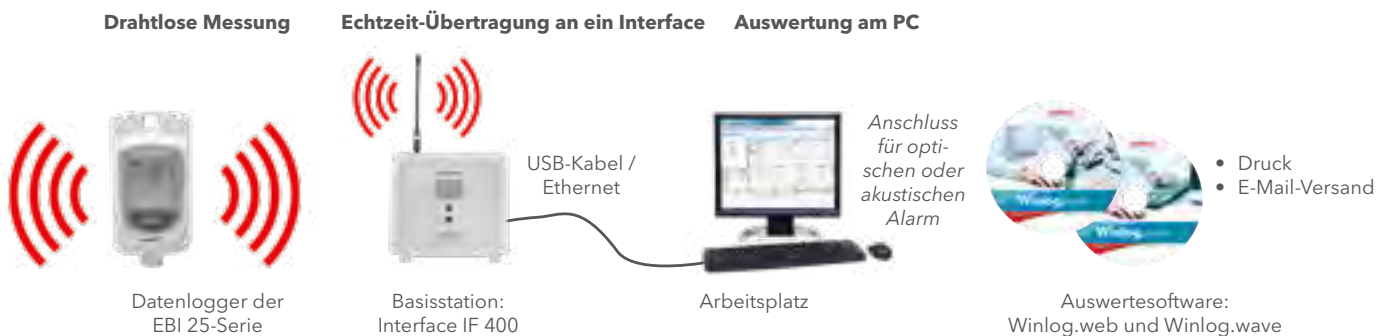 Drahtlose Messung
Echtzeit-Übertragung an ein Interface
Auswertung am PC
USB-Kabel /
Ethernet
Anschluss
für opti-
schen oder
akustischen
Alarm
Winlog.
Winlog.
• Druck
• E-Mail-Versand
Datenlogger der
EBI 25-Serie
Basisstation:
Interface IF 400
Arbeitsplatz
Auswertesoftware:
Winlog.web und Winlog.wave